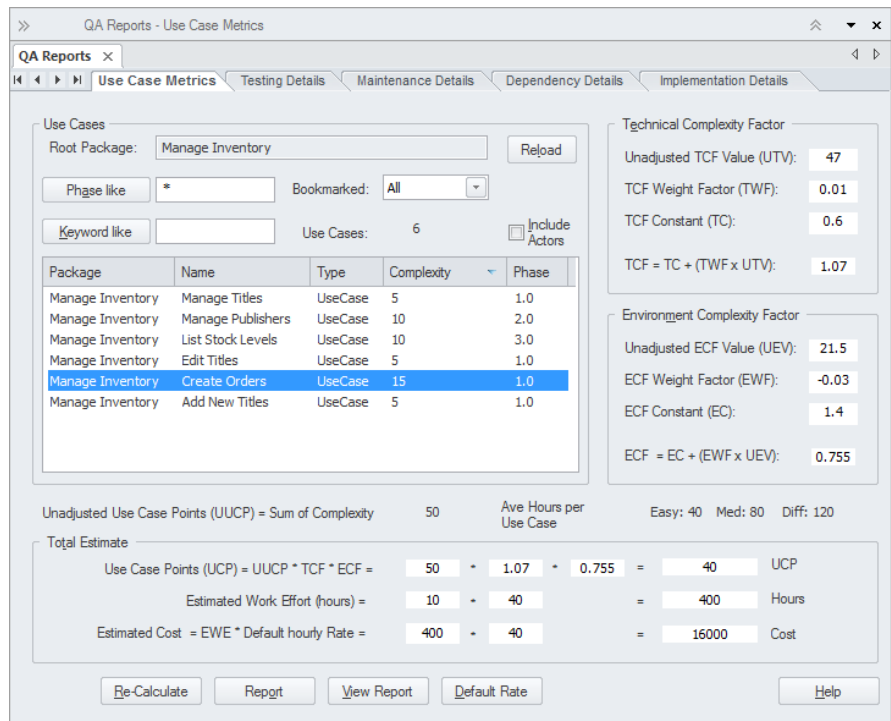 QA Reports - Use Case Metrics
QA Reports
Use Case Metrics Testing Details Maintenance Details Dependency Details Implementation Details
Use Cases
Root Package: Manage Inventory Reload
Phase like * Bookmarked: All
Keyword like Use Cases: 6 Include Actors
Package Name Type Complexity Phase
Manage Inventory Manage Titles UseCase 5 1.0
Manage Inventory Manage Publishers UseCase 10 2.0
Manage Inventory List Stock Levels UseCase 10 3.0
Manage Inventory Edit Titles UseCase 5 1.0
Manage Inventory Create Orders UseCase 15 1.0
Manage Inventory Add New Titles UseCase 5 1.0
Technical Complexity Factor
Unadjusted TCF Value (UTV): 47
TCF Weight Factor (TWF): 0.01
TCF Constant (TC): 0.6
TCF = TC + (TWF x UTV): 1.07
Environment Complexity Factor
Unadjusted ECF Value (UEV): 21.5
ECF Weight Factor (EWF): -0.03
ECF Constant (EC): 1.4
ECF = EC + (EWF x UEV): 0.755
Unadjusted Use Case Points (UUCP) = Sum of Complexity 50 Ave Hours per Use Case Easy: 40 Med: 80 Diff: 120
Total Estimate
Use Case Points (UCP) = UUCP * TCF * ECF = 50 * 1.07 * 0.755 = 40 UCP
Estimated Work Effort (hours) = 10 * 40 = 400 Hours
Estimated Cost = EWE * Default hourly Rate = 400 * 40 = 16000 Cost
Re-Calculate Report View Report Default Rate Help